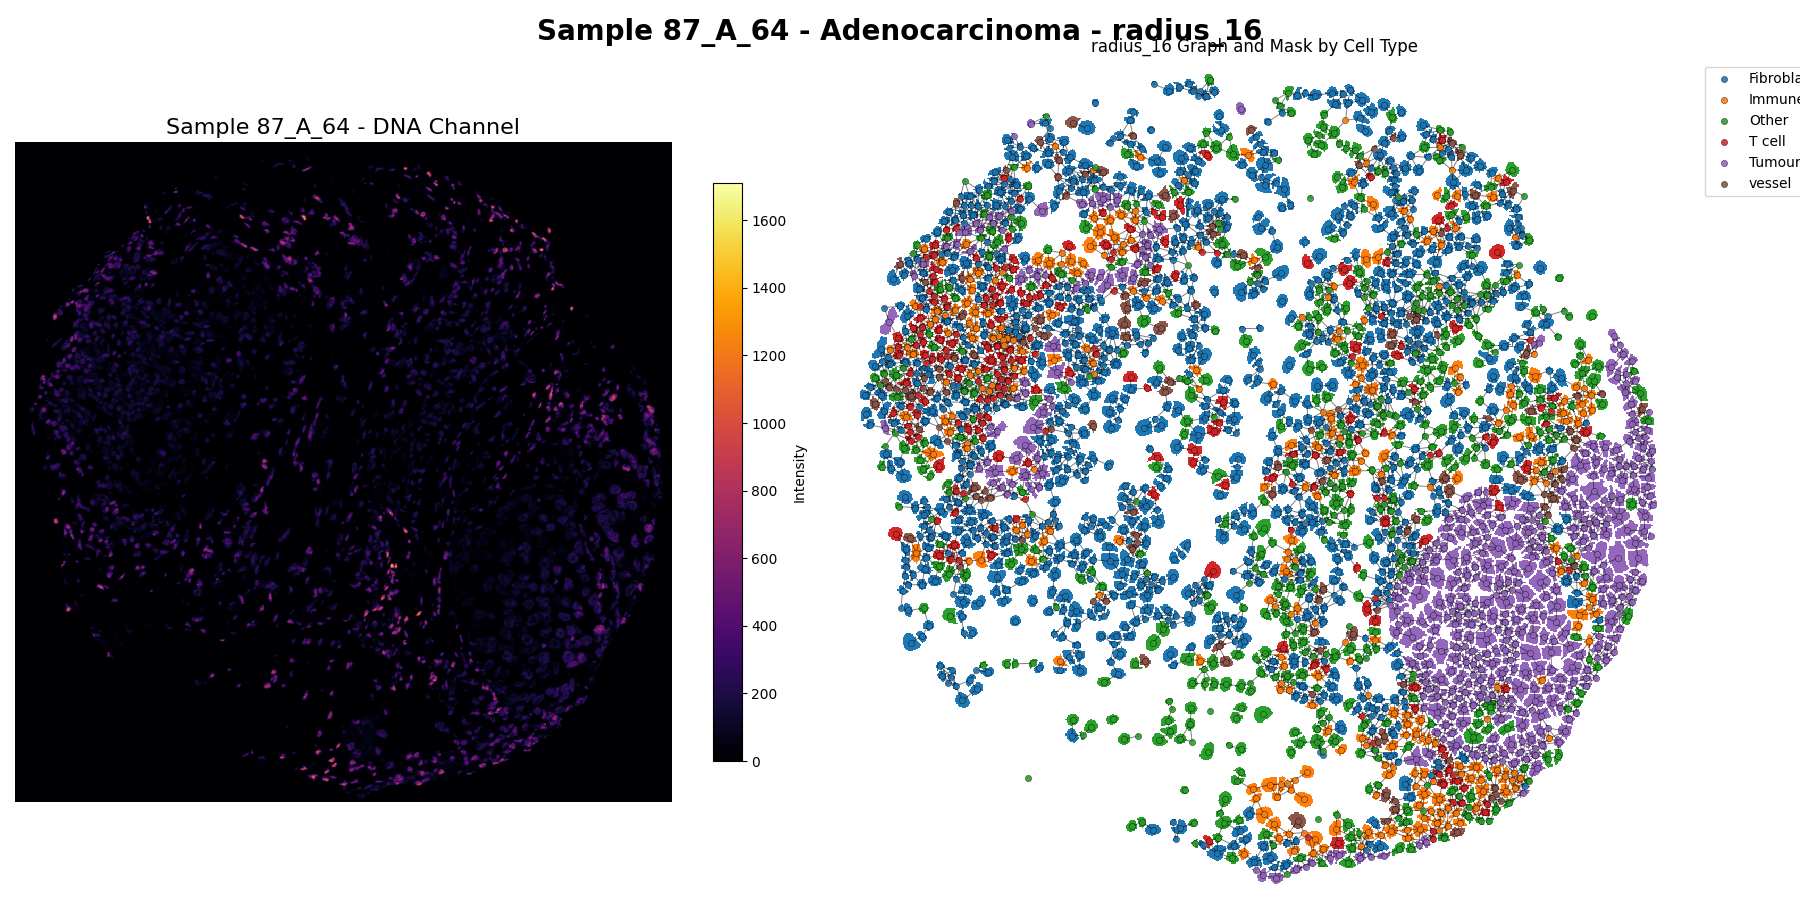 Sample 87_A_64 - Adenocarcinoma - radius_16
radius_16 Graph and Mask by Cell Type
Sample 87_A_64 - DNA Channel
1600
1400
1200
1000
800
600
400
200
0
Intensity
Fibrobla
Immune
Other
T cell
Tumour
vessel